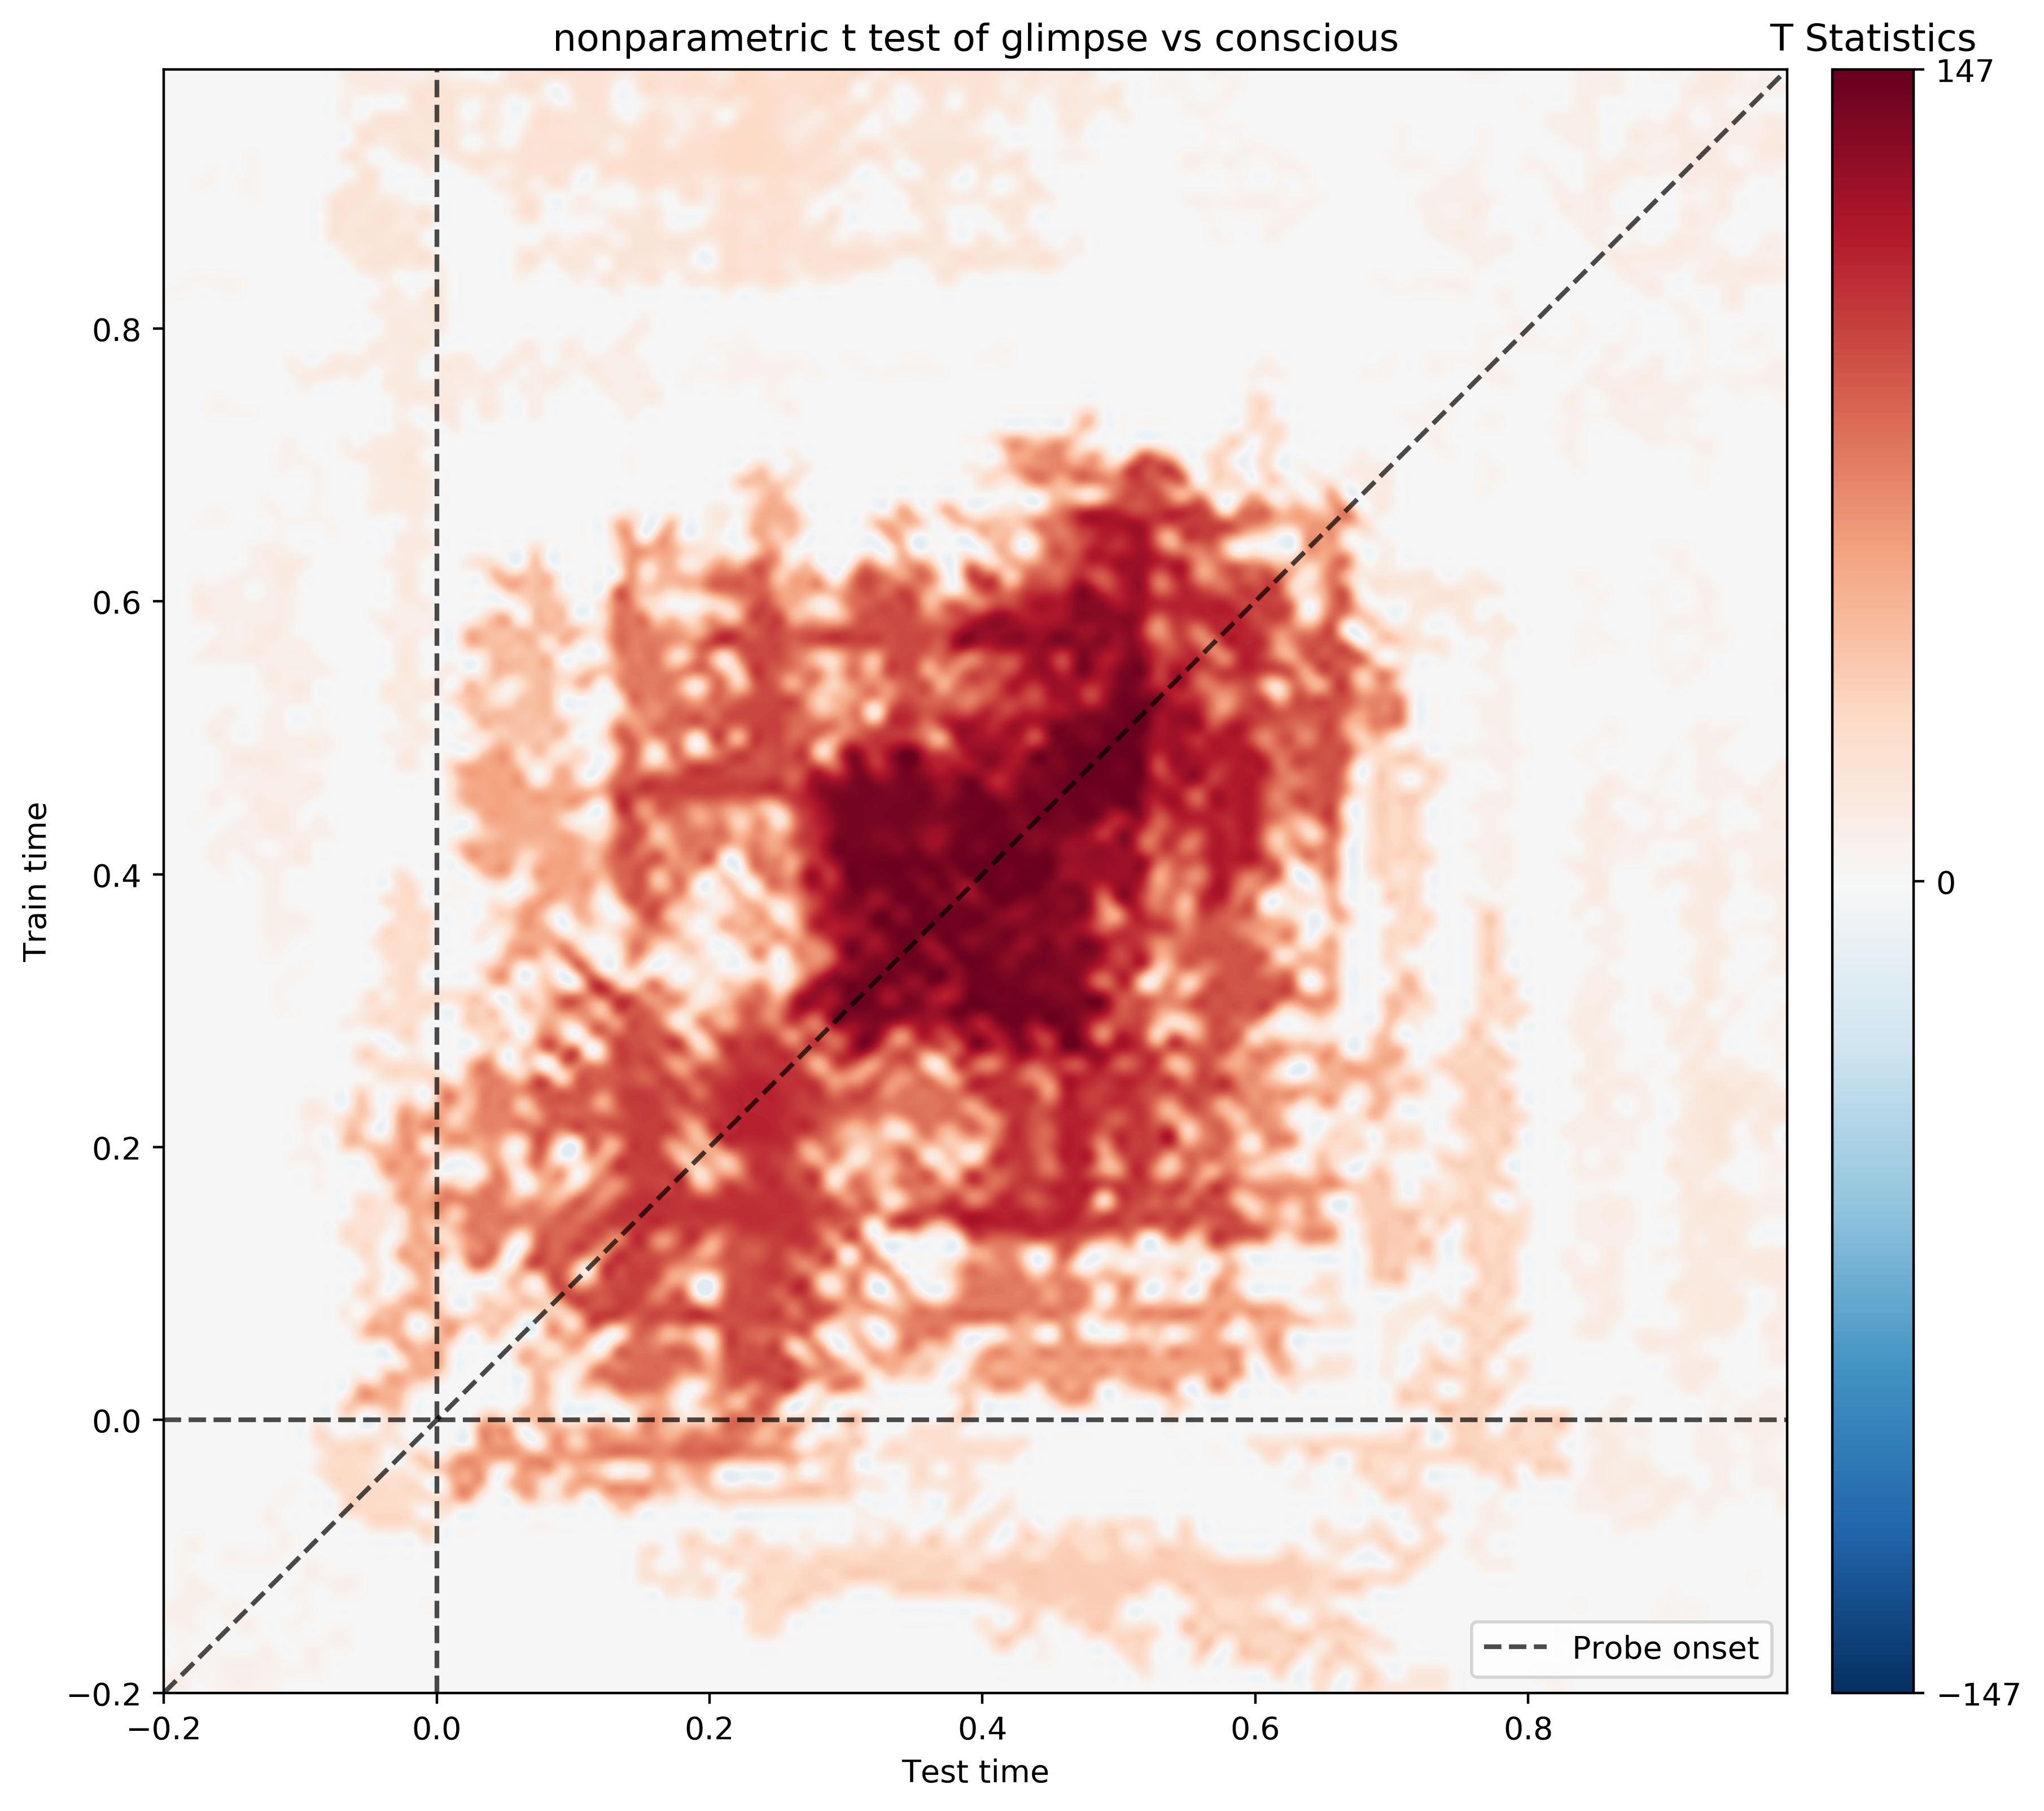 nonparametric t test of glimpse vs conscious
T Statistics
147
0
−147
Train time
0.8
0.6
0.4
0.2
0.0
−0.2
−0.2 0.0 0.2 0.4 0.6 0.8
Test time
Probe onset